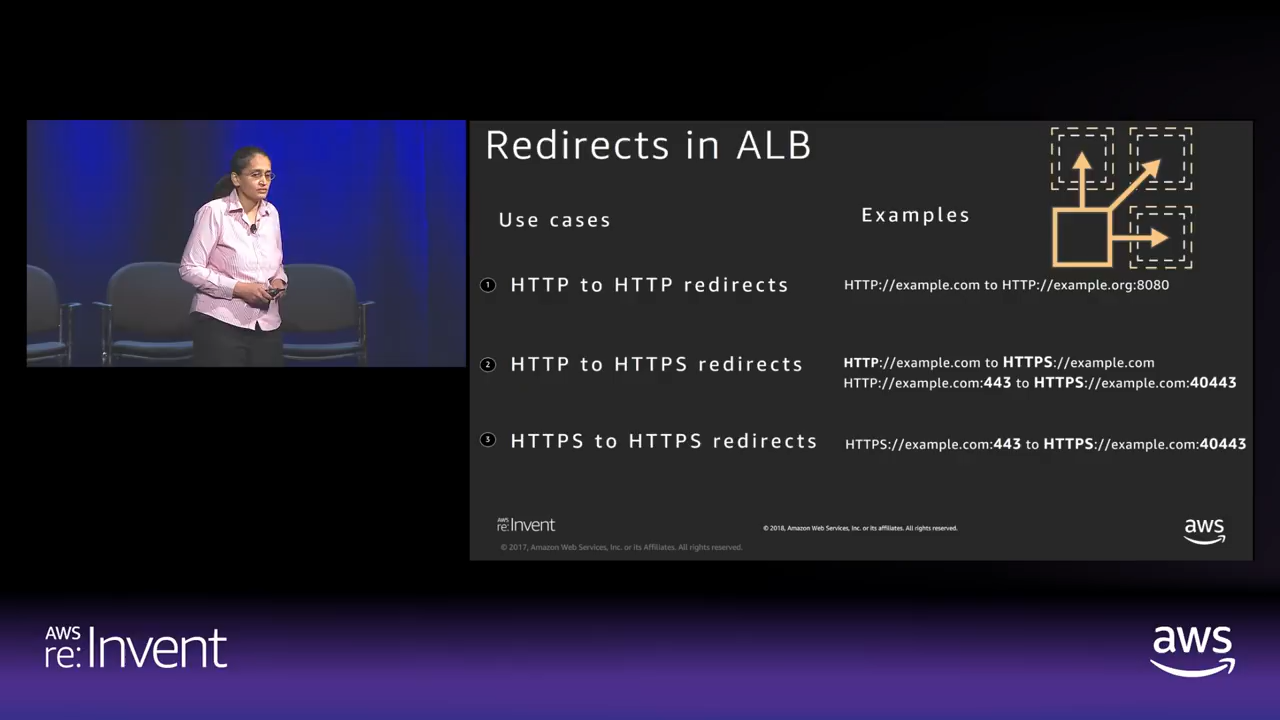 Redirects in ALB
Use cases
Examples
1 HTTP to HTTP redirects
HTTP://example.com to HTTP://example.org:8080
2 HTTP to HTTPS redirects
HTTP://example.com to HTTPS://example.com
HTTP://example.com:443 to HTTPS://example.com:40443
3 HTTPS to HTTPS redirects
HTTPS://example.com:443 to HTTPS://example.com:40443
AWS
re:Invent
© 2018, Amazon Web Services, Inc. or its affiliates. All rights reserved.
aws
© 2017, Amazon Web Services, Inc. or its Affiliates. All rights reserved.
AWS
re:Invent
aws